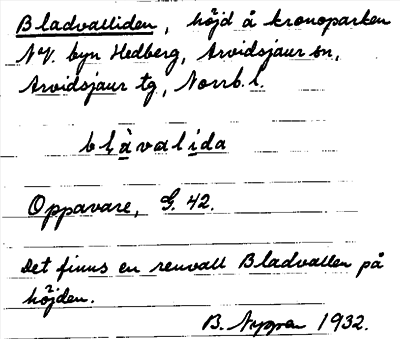 Bladvalliden, höjd å kronoparken
NV. byn Hedberg, Arvidsjaur sn,
Arvidsjaur tg, Norrb. l.
blàvalida
Oppavare, G. 42.
Det finns en renvall Bladvallen på
höjden.
B. Nygren 1932.